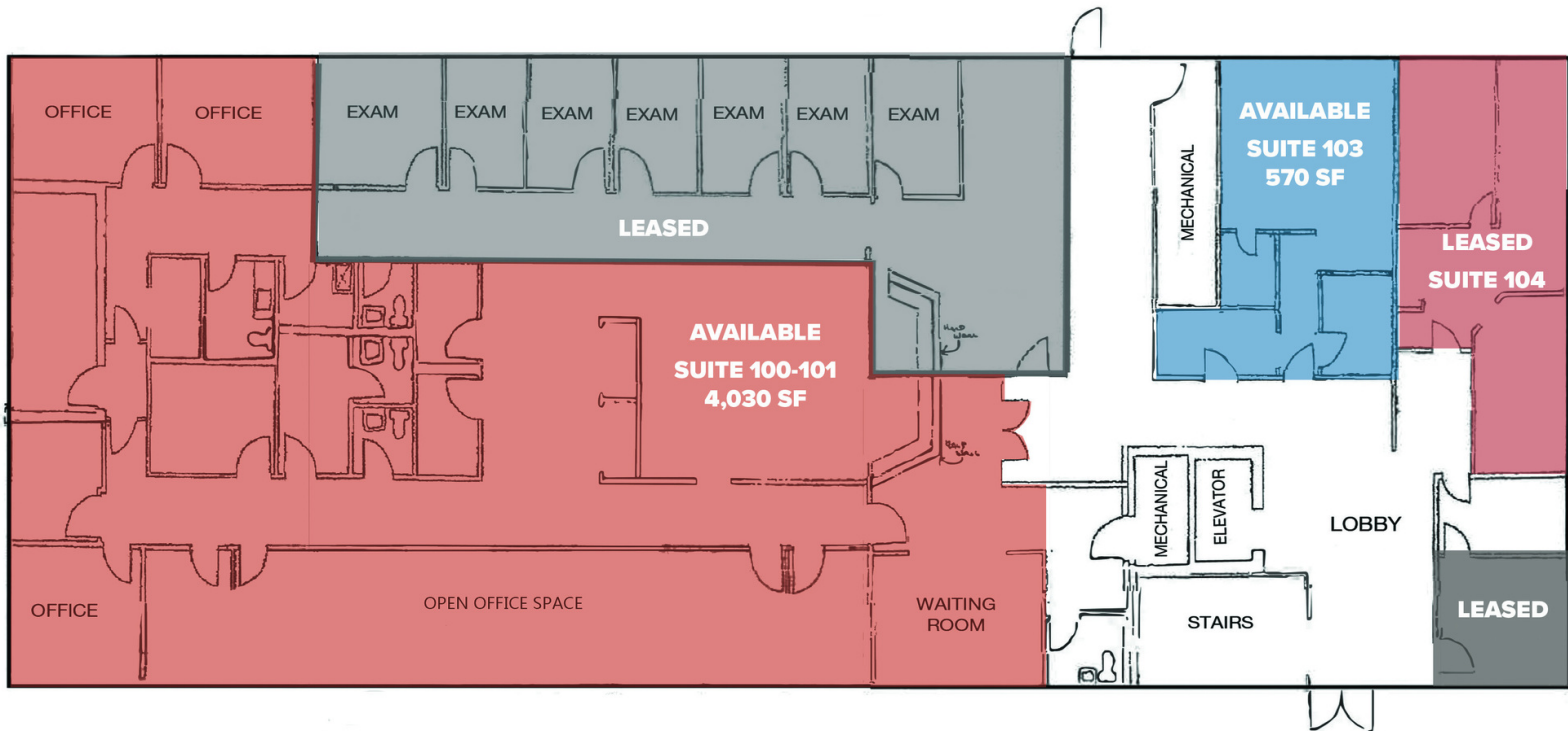 OFFICE
OFFICE
EXAM
EXAM
EXAM
EXAM
EXAM
EXAM
EXAM
LEASED
MECHANICAL
AVAILABLE
SUITE 103
570 SF
LEASED
SUITE 104
AVAILABLE
SUITE 100-101
4,030 SF
MECHANICAL
ELEVATOR
LOBBY
OFFICE
OPEN OFFICE SPACE
WAITING
ROOM
STAIRS
LEASED